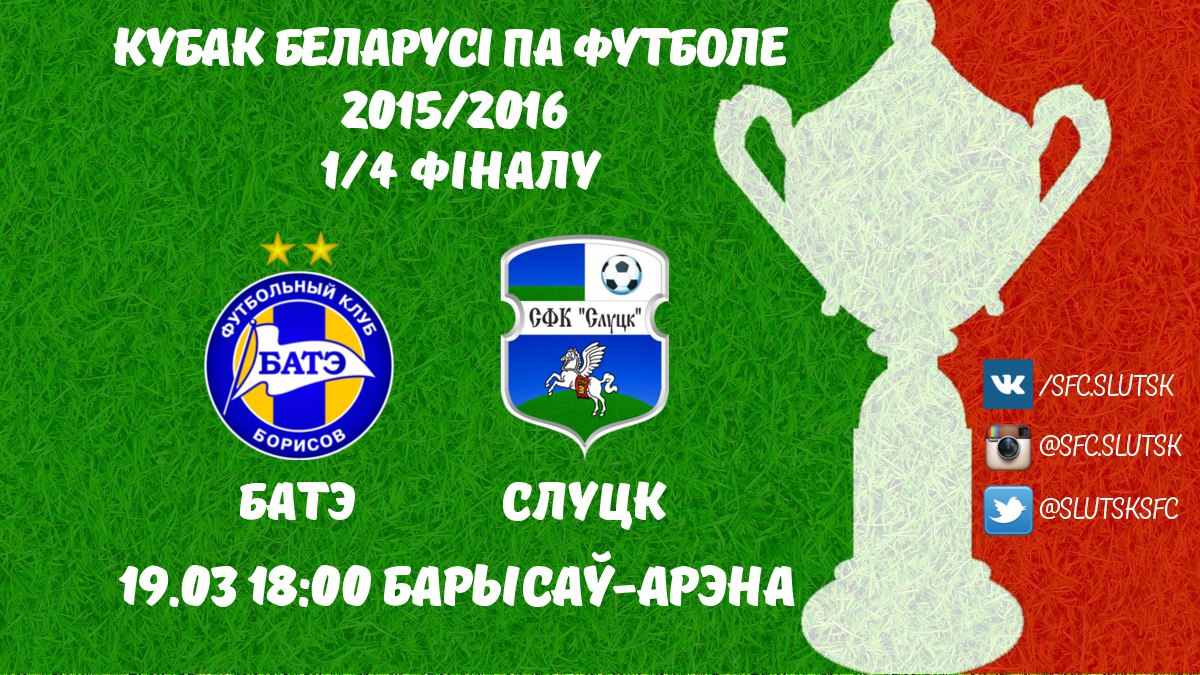 КУБАК БЕЛАРУСІ ПА ФУТБОЛЕ
2015/2016
1/4 ФІНАЛУ
ФУТБОЛЬНЫЙ КЛУБ
БАТЭ
БОРИСОВ
СФК "Слуцк"
БАТЭ
СЛУЦК
19.03 18:00 БАРЫСАЎ-АРЭНА
/SFC.SLUTSK
@SFC.SLUTSK
@SLUTSKSFC